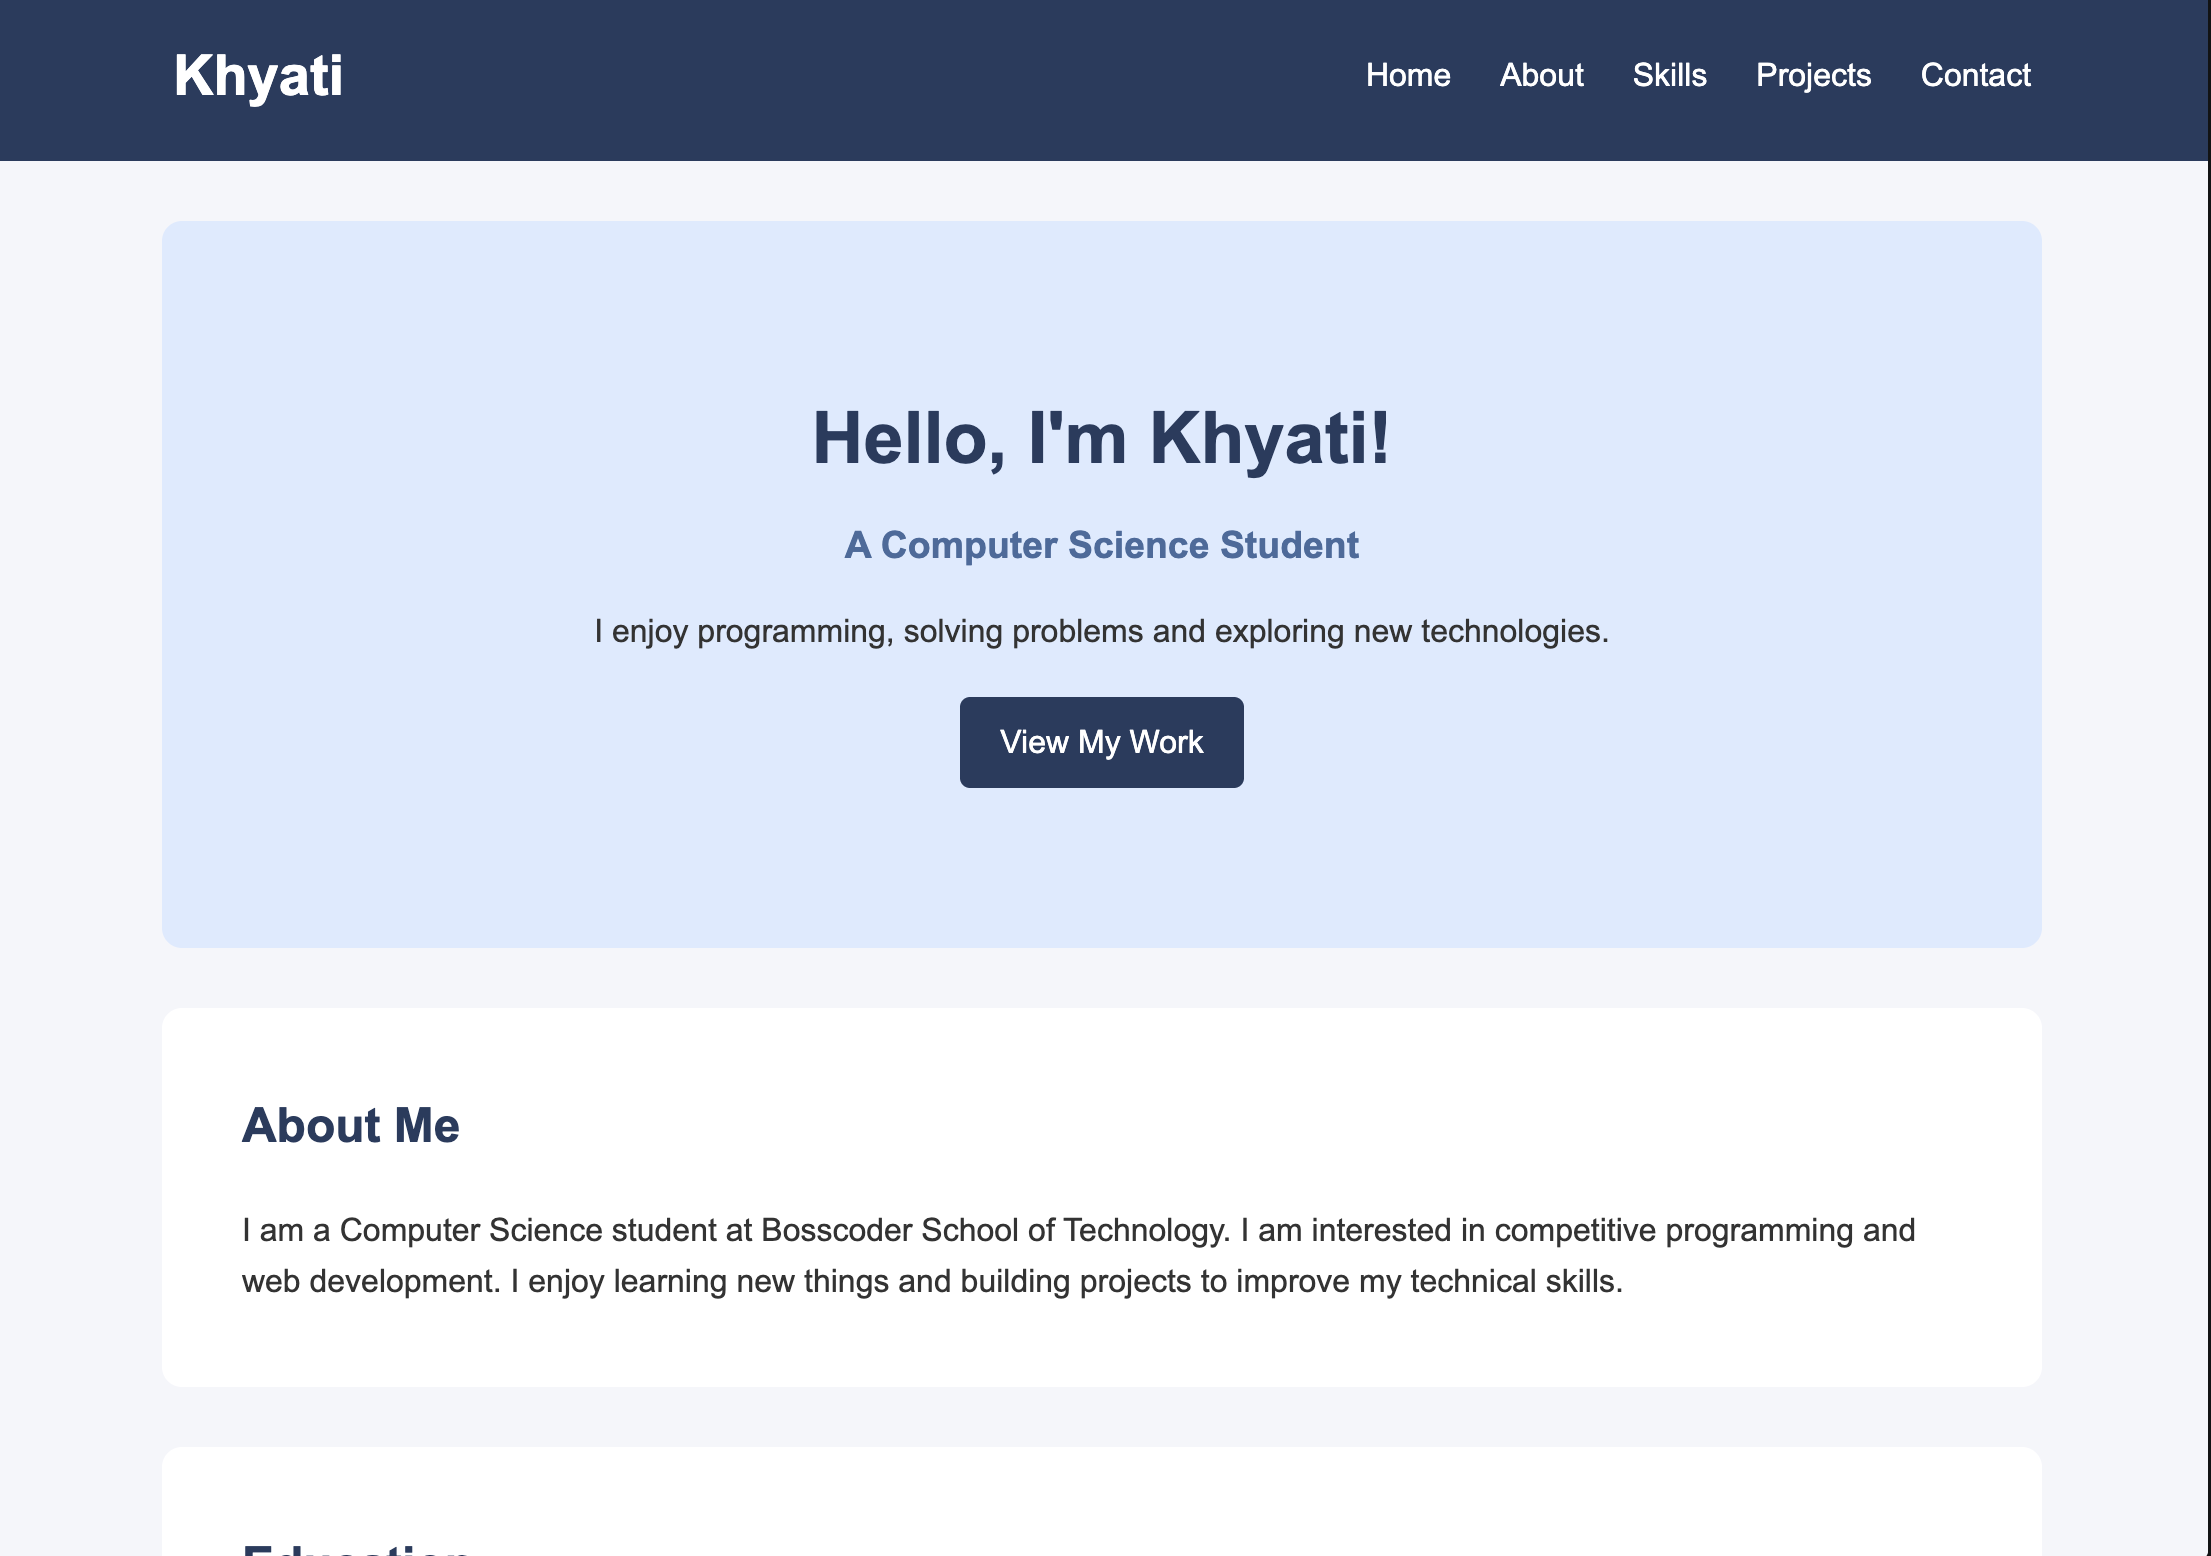 Khyati
Home About Skills Projects Contact
Hello, I'm Khyati!
A Computer Science Student
I enjoy programming, solving problems and exploring new technologies.
View My Work
About Me
I am a Computer Science student at Bosscoder School of Technology. I am interested in competitive programming and
web development. I enjoy learning new things and building projects to improve my technical skills.
Education